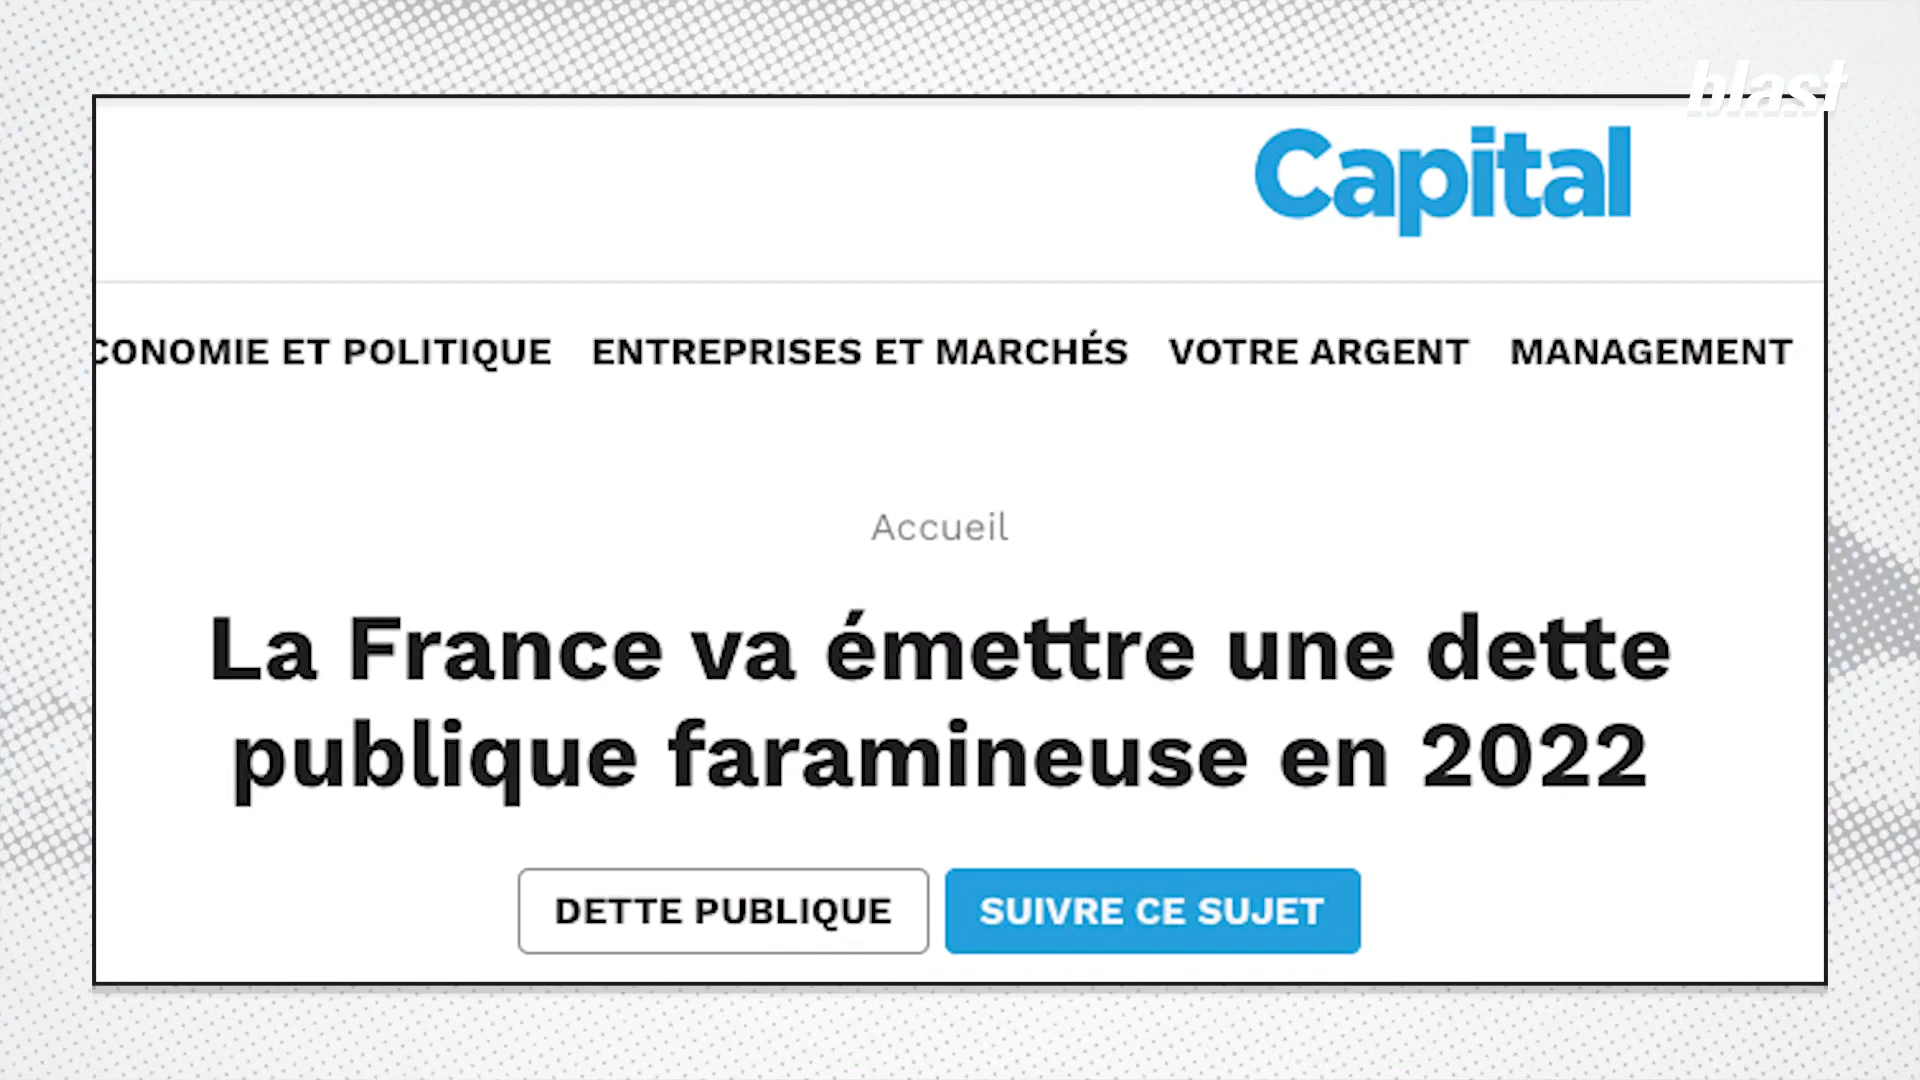 blast
Capital
CONOMIE ET POLITIQUE ENTREPRISES ET MARCHÉS VOTRE ARGENT MANAGEMENT
Accueil
La France va émettre une dette
publique faramineuse en 2022
DETTE PUBLIQUE SUIVRE CE SUJET